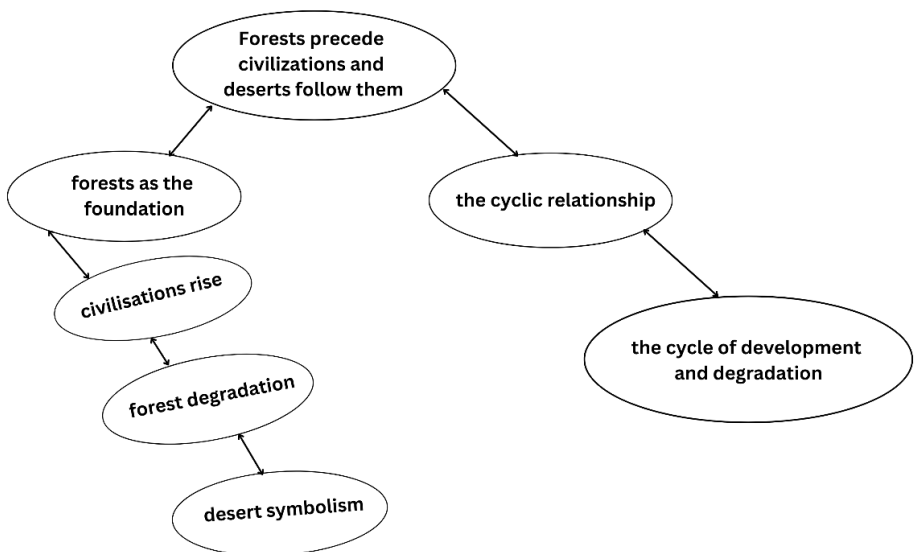 Forests precede
civilizations and
deserts follow them
forests as the
foundation
the cyclic relationship
civilisations rise
the cycle of development
and degradation
forest degradation
desert symbolism